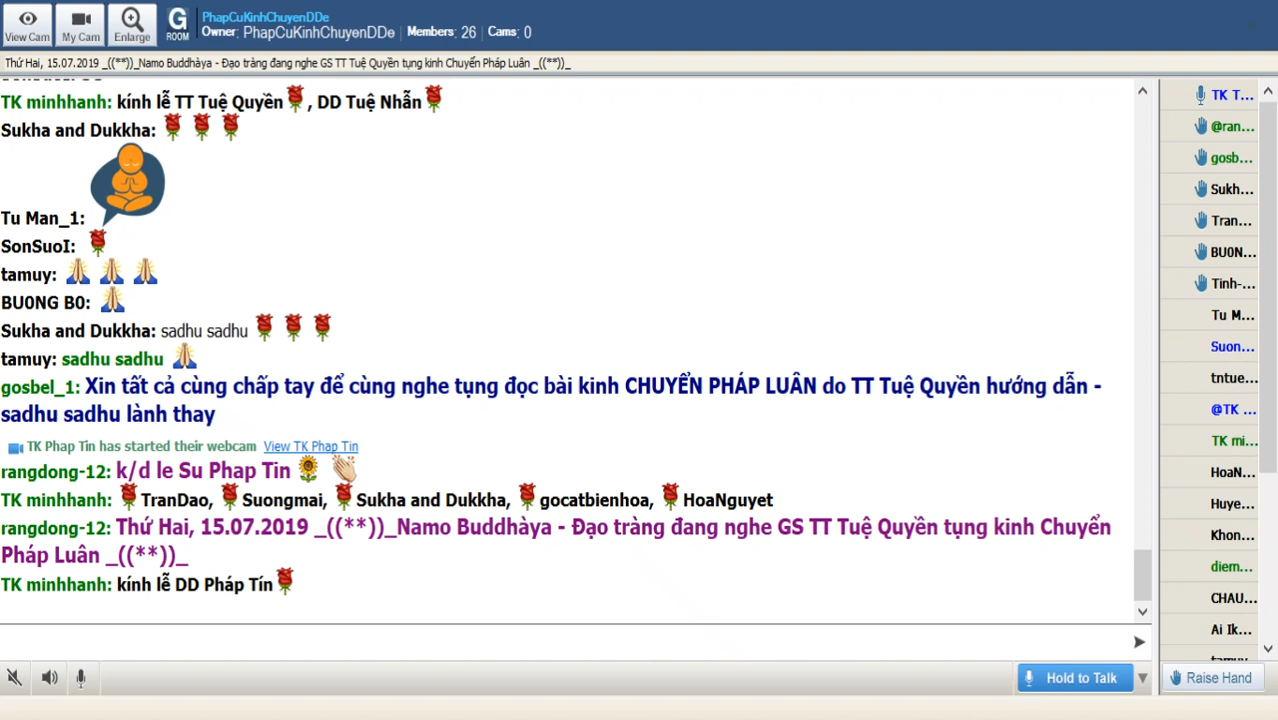 View Cam
My Cam
Enlarge
G
ROOM
PhapCuKinhChuyenDDe
Owner: PhapCuKinhChuyenDDe | Members: 26 | Cams: 0
Thứ Hai, 15.07.2019 _((**))_Namo Buddhàya - Đạo tràng đang nghe GS TT Tuệ Quyền tụng kinh Chuyển Pháp Luân _((**))_
TK minhhanh: kính lễ TT Tuệ Quyền🌹, DD Tuệ Nhẫn🌹
Sukha and Dukkha: 🌹 🌹 🌹
Tu Man_1:
SonSuoI: 🌹
tamuy: 🙏 🙏 🙏
BU0NG B0: 🙏
Sukha and Dukkha: sadhu sadhu 🌹 🌹 🌹
tamuy: sadhu sadhu 🙏
gosbel_1: Xin tất cả cùng chấp tay để cùng nghe tụng đọc bài kinh CHUYỂN PHÁP LUÂN do TT Tuệ Quyền hướng dẫn -
sadhu sadhu lành thay
TK Phap Tin has started their webcam View TK Phap Tin
rangdong-12: k/d le Su Phap Tin 🌻 👏
TK minhhanh: 🌹TranDao, 🌹Suongmai, 🌹Sukha and Dukkha, 🌹gocatbienhoa, 🌹HoaNguyet
rangdong-12: Thứ Hai, 15.07.2019 _((**))_Namo Buddhàya - Đạo tràng đang nghe GS TT Tuệ Quyền tụng kinh Chuyển
Pháp Luân _((**))_
TK minhhanh: kính lễ DD Pháp Tín🌹
TK T...
@ran...
gosb...
Sukh...
Tran...
BU0N...
Tinh-...
Tu M...
Suon...
tntue...
@TK ...
TK mi...
HoaN...
Huye...
Khon...
diem...
CHAU...
Ai Ik...
Hold to Talk
Raise Hand